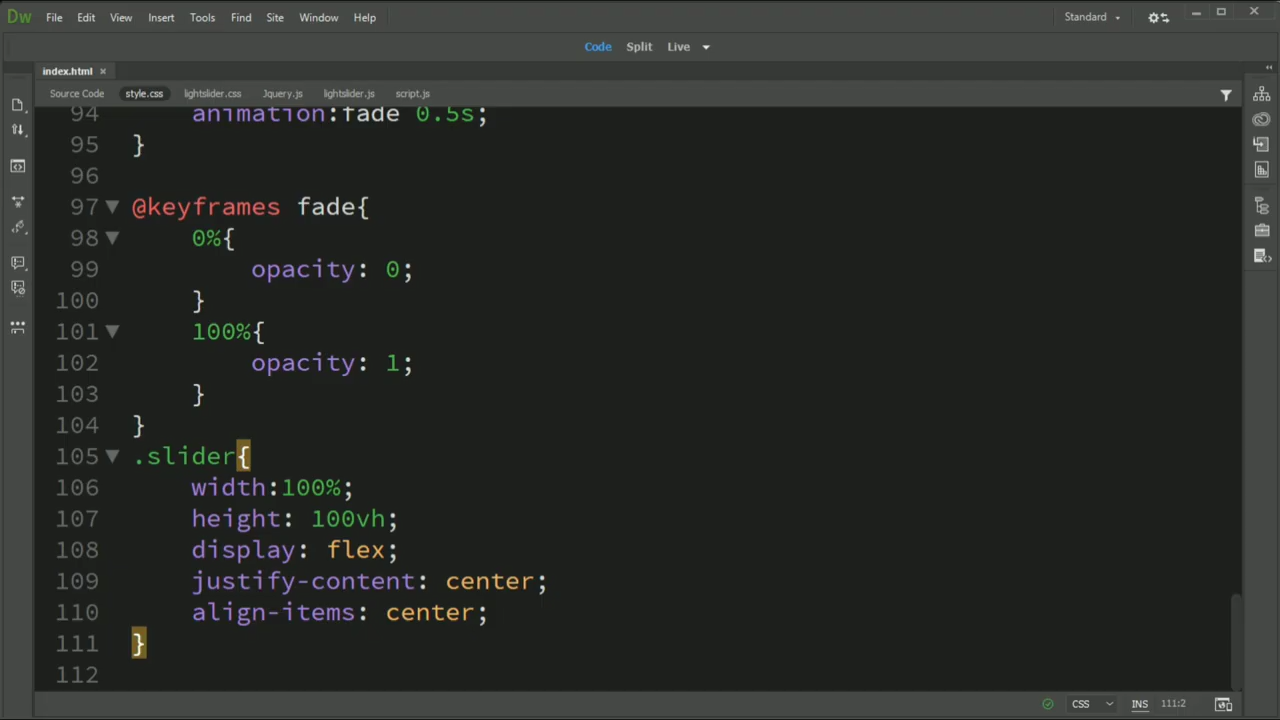 Dw File Edit View Insert Tools Find Site Window Help Standard
Code Split Live
index.html ×
Source Code style.css lightslider.css Jquery.js lightslider.js script.js
94 animation:fade 0.5s;
95 }
96
97 @keyframes fade{
98 0%{
99 opacity: 0;
100 }
101 100%{
102 opacity: 1;
103 }
104 }
105 .slider{
106 width:100%;
107 height: 100vh;
108 display: flex;
109 justify-content: center;
110 align-items: center;
111 }
112
CSS INS 111:2